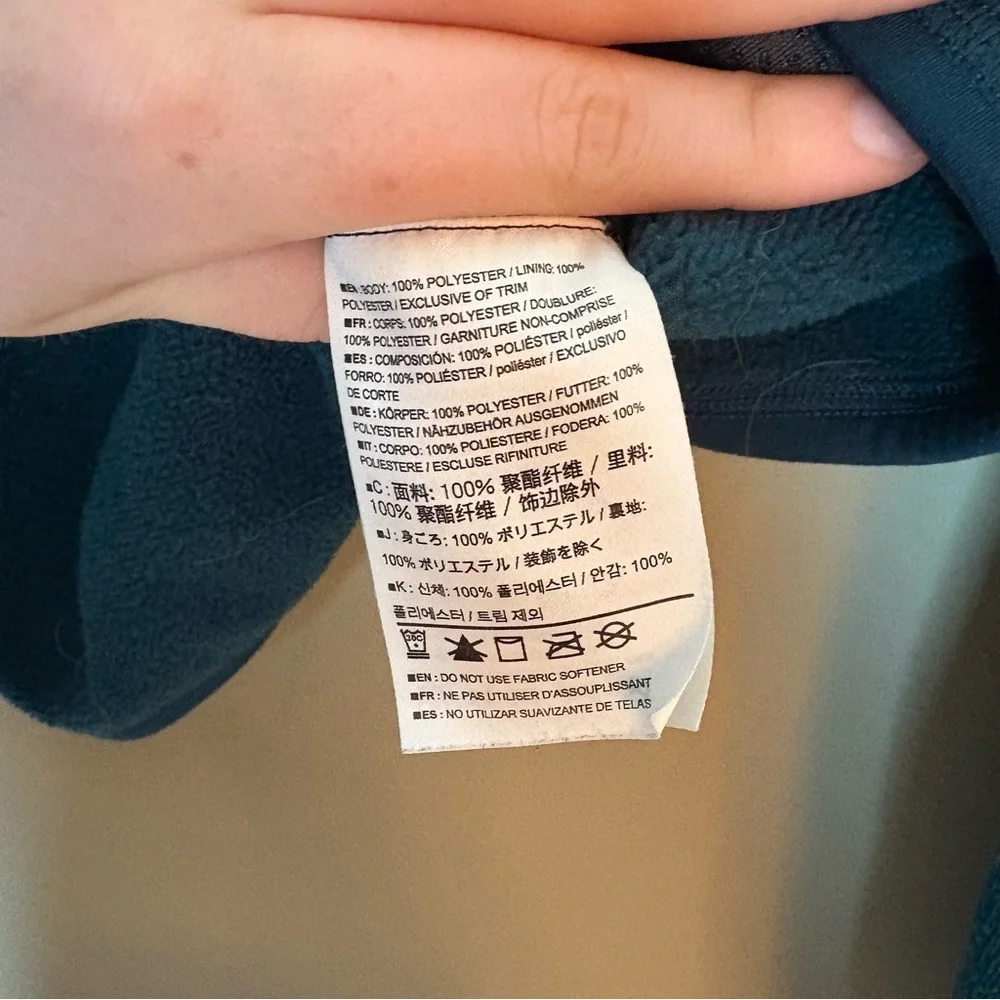 ■EN:BODY: 100% POLYESTER / LINING: 100%
POLYESTER / EXCLUSIVE OF TRIM
■FR : CORPS: 100% POLYESTER / DOUBLURE:
100% POLYESTER / GARNITURE NON-COMPRISE
■ES : COMPOSICIÓN: 100% POLIÉSTER / poliéster /
FORRO: 100% POLIÉSTER / poliéster / EXCLUSIVO
DE CORTE
■DE : KÖRPER: 100% POLYESTER / FUTTER: 100%
POLYESTER / NÄHZUBEHÖR AUSGENOMMEN
■IT : CORPO: 100% POLIESTERE / FODERA: 100%
POLIESTERE / ESCLUSE RIFINITURE
■C : 面料: 100% 聚酯纤维 / 里料:
100% 聚酯纤维 / 饰边除外
■J : 身ごろ: 100% ポリエステル / 裏地:
100% ポリエステル / 装飾を除く
■K : 신체: 100% 폴리에스터 / 안감: 100%
폴리에스터 / 트림 제외
30C
■EN : DO NOT USE FABRIC SOFTENER
■FR : NE PAS UTILISER D'ASSOUPLISSANT
■ES : NO UTILIZAR SUAVIZANTE DE TELAS